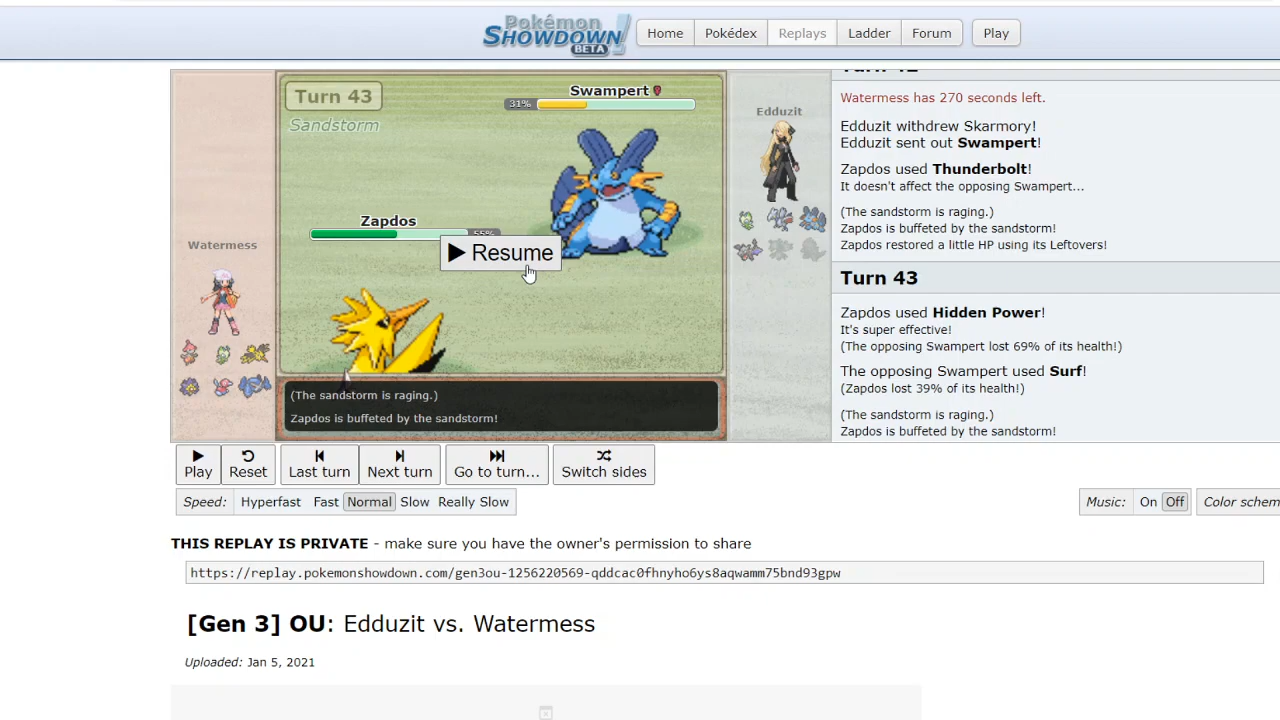 Pokémon
SHOWDOWN!
BETA
Home
Pokédex
Replays
Ladder
Forum
Play
Turn 43
Sandstorm
Swampert
31%
Zapdos
55%
Resume
Watermess
Edduzit
(The sandstorm is raging.)
Zapdos is buffeted by the sandstorm!
Turn 42
Watermess has 270 seconds left.
Edduzit withdrew Skarmory!
Edduzit sent out Swampert!
Zapdos used Thunderbolt!
It doesn't affect the opposing Swampert...
(The sandstorm is raging.)
Zapdos is buffeted by the sandstorm!
Zapdos restored a little HP using its Leftovers!
Turn 43
Zapdos used Hidden Power!
It's super effective!
(The opposing Swampert lost 69% of its health!)
The opposing Swampert used Surf!
(Zapdos lost 39% of its health!)
(The sandstorm is raging.)
Zapdos is buffeted by the sandstorm!
Play
Reset
Last turn
Next turn
Go to turn...
Switch sides
Speed: Hyperfast Fast Normal Slow Really Slow
Music: On Off
Color schem
THIS REPLAY IS PRIVATE - make sure you have the owner's permission to share
https://replay.pokemonshowdown.com/gen3ou-1256220569-qddcac0fhnyho6ys8aqwamm75bnd93gpw
[Gen 3] OU: Edduzit vs. Watermess
Uploaded: Jan 5, 2021